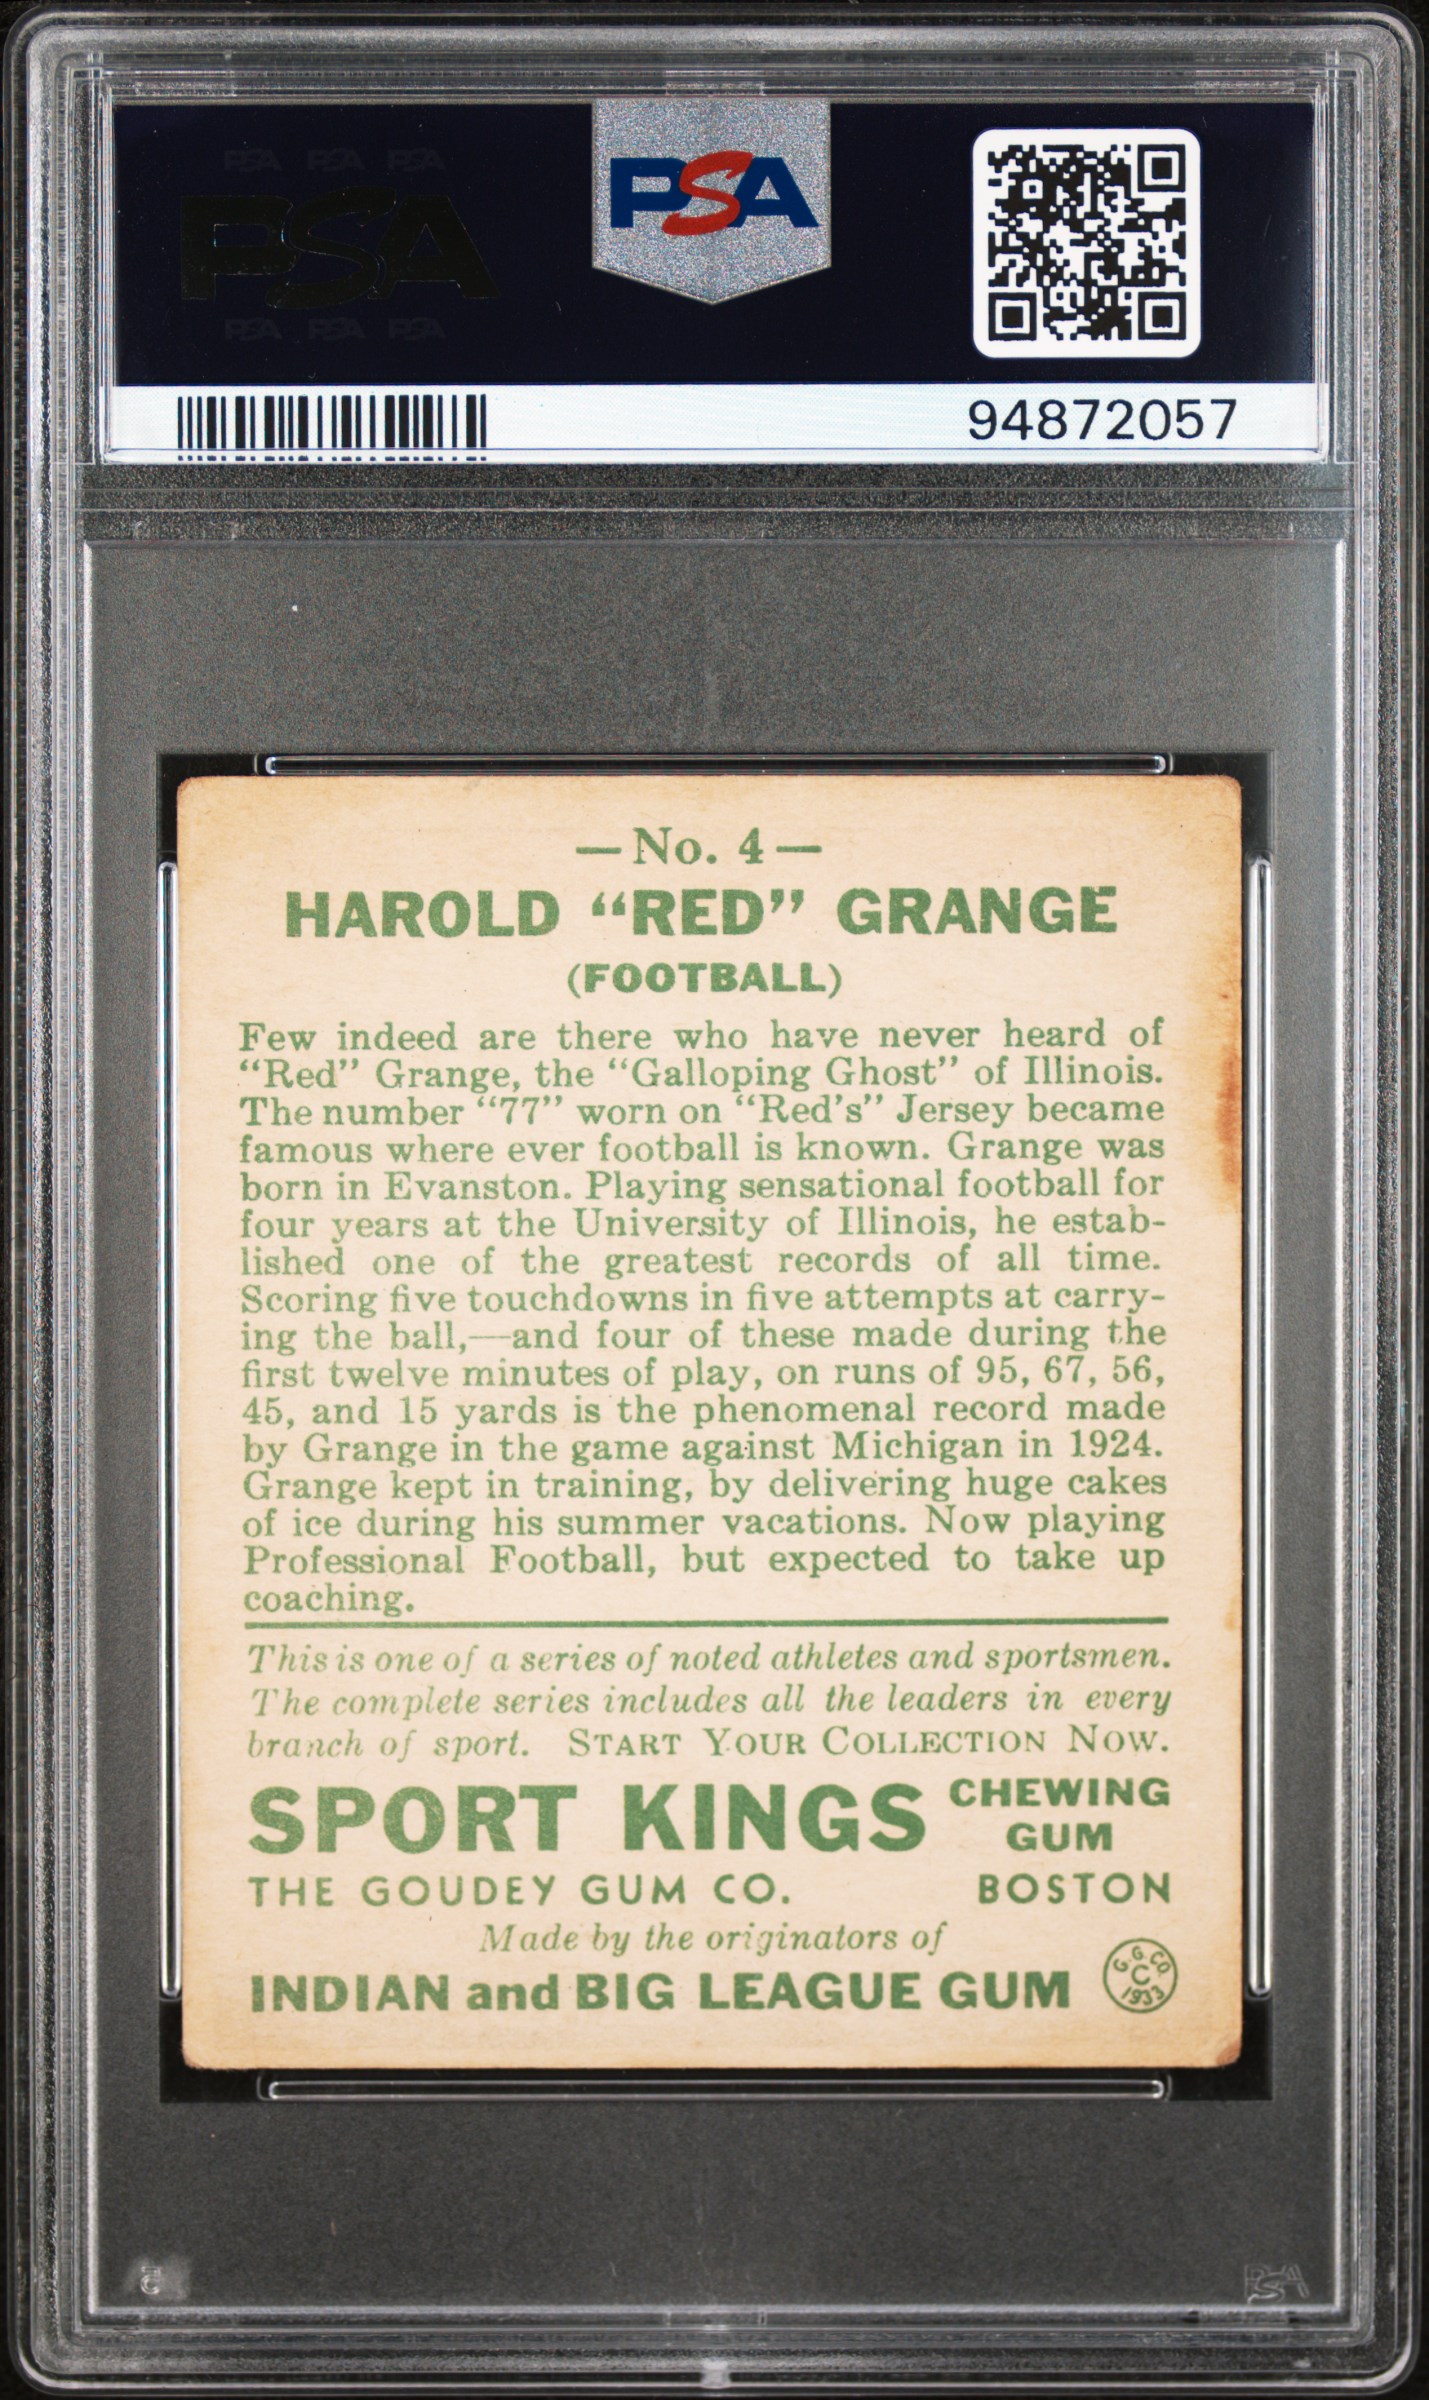 PSA PSA PSA
PSA
PSA PSA PSA
PSA
94872057
—No. 4—
HAROLD “RED” GRANGE
(FOOTBALL)
Few indeed are there who have never heard of
“Red” Grange, the “Galloping Ghost” of Illinois.
The number “77” worn on “Red’s” Jersey became
famous where ever football is known. Grange was
born in Evanston. Playing sensational football for
four years at the University of Illinois, he estab-
lished one of the greatest records of all time.
Scoring five touchdowns in five attempts at carry-
ing the ball,—and four of these made during the
first twelve minutes of play, on runs of 95, 67, 56,
45, and 15 yards is the phenomenal record made
by Grange in the game against Michigan in 1924.
Grange kept in training, by delivering huge cakes
of ice during his summer vacations. Now playing
Professional Football, but expected to take up
coaching.
This is one of a series of noted athletes and sportsmen.
The complete series includes all the leaders in every
branch of sport. START YOUR COLLECTION NOW.
SPORT KINGS CHEWING GUM
THE GOUDEY GUM CO. BOSTON
Made by the originators of
INDIAN and BIG LEAGUE GUM
G. G. CO
C
1933
PSA